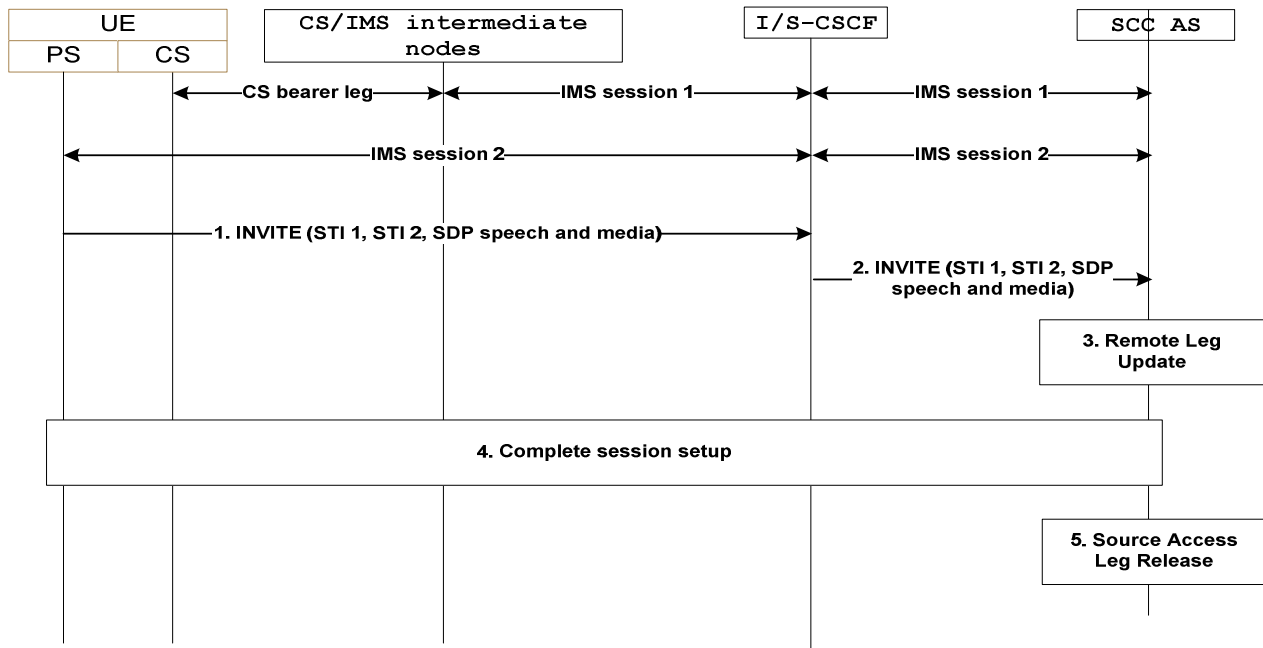 UE
PS
CS
CS/IMS intermediate
nodes
I/S-CSCF
SCC AS
CS bearer leg
IMS session 1
IMS session 1
IMS session 2
IMS session 2
1. INVITE (STI 1, STI 2, SDP speech and media)
2. INVITE (STI 1, STI 2, SDP
speech and media)
3. Remote Leg
Update
4. Complete session setup
5. Source Access
Leg Release